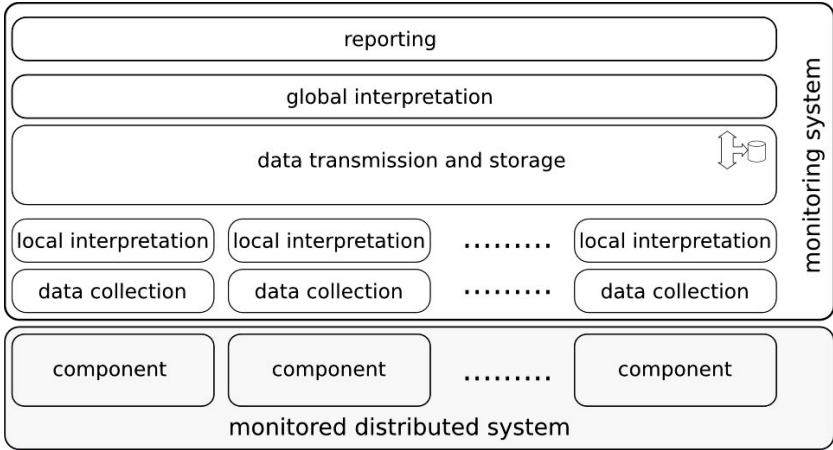 reporting
global interpretation
data transmission and storage
local interpretation local interpretation ......... local interpretation
data collection data collection ......... data collection
monitoring system
component component ......... component
monitored distributed system